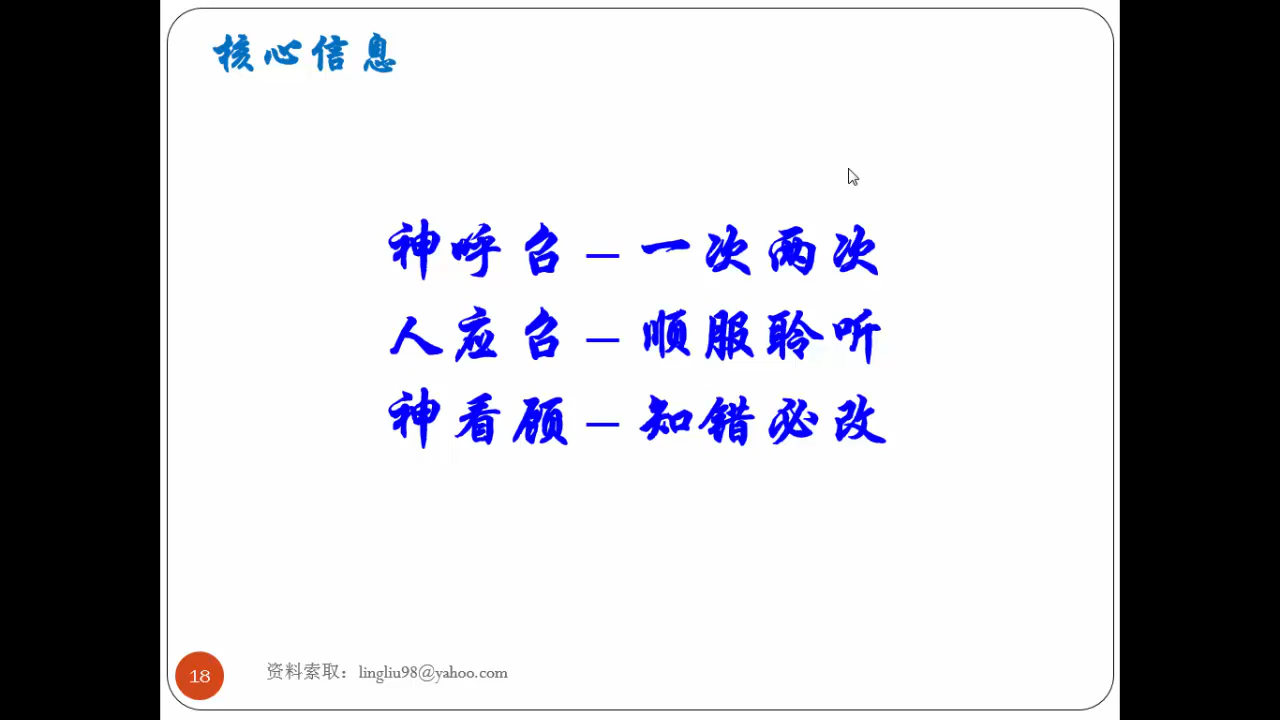 核心信息
神呼召 – 一次两次
人应召 – 顺服聆听
神看顾 – 知错必改
18
资料索取：lingliu98@yahoo.com